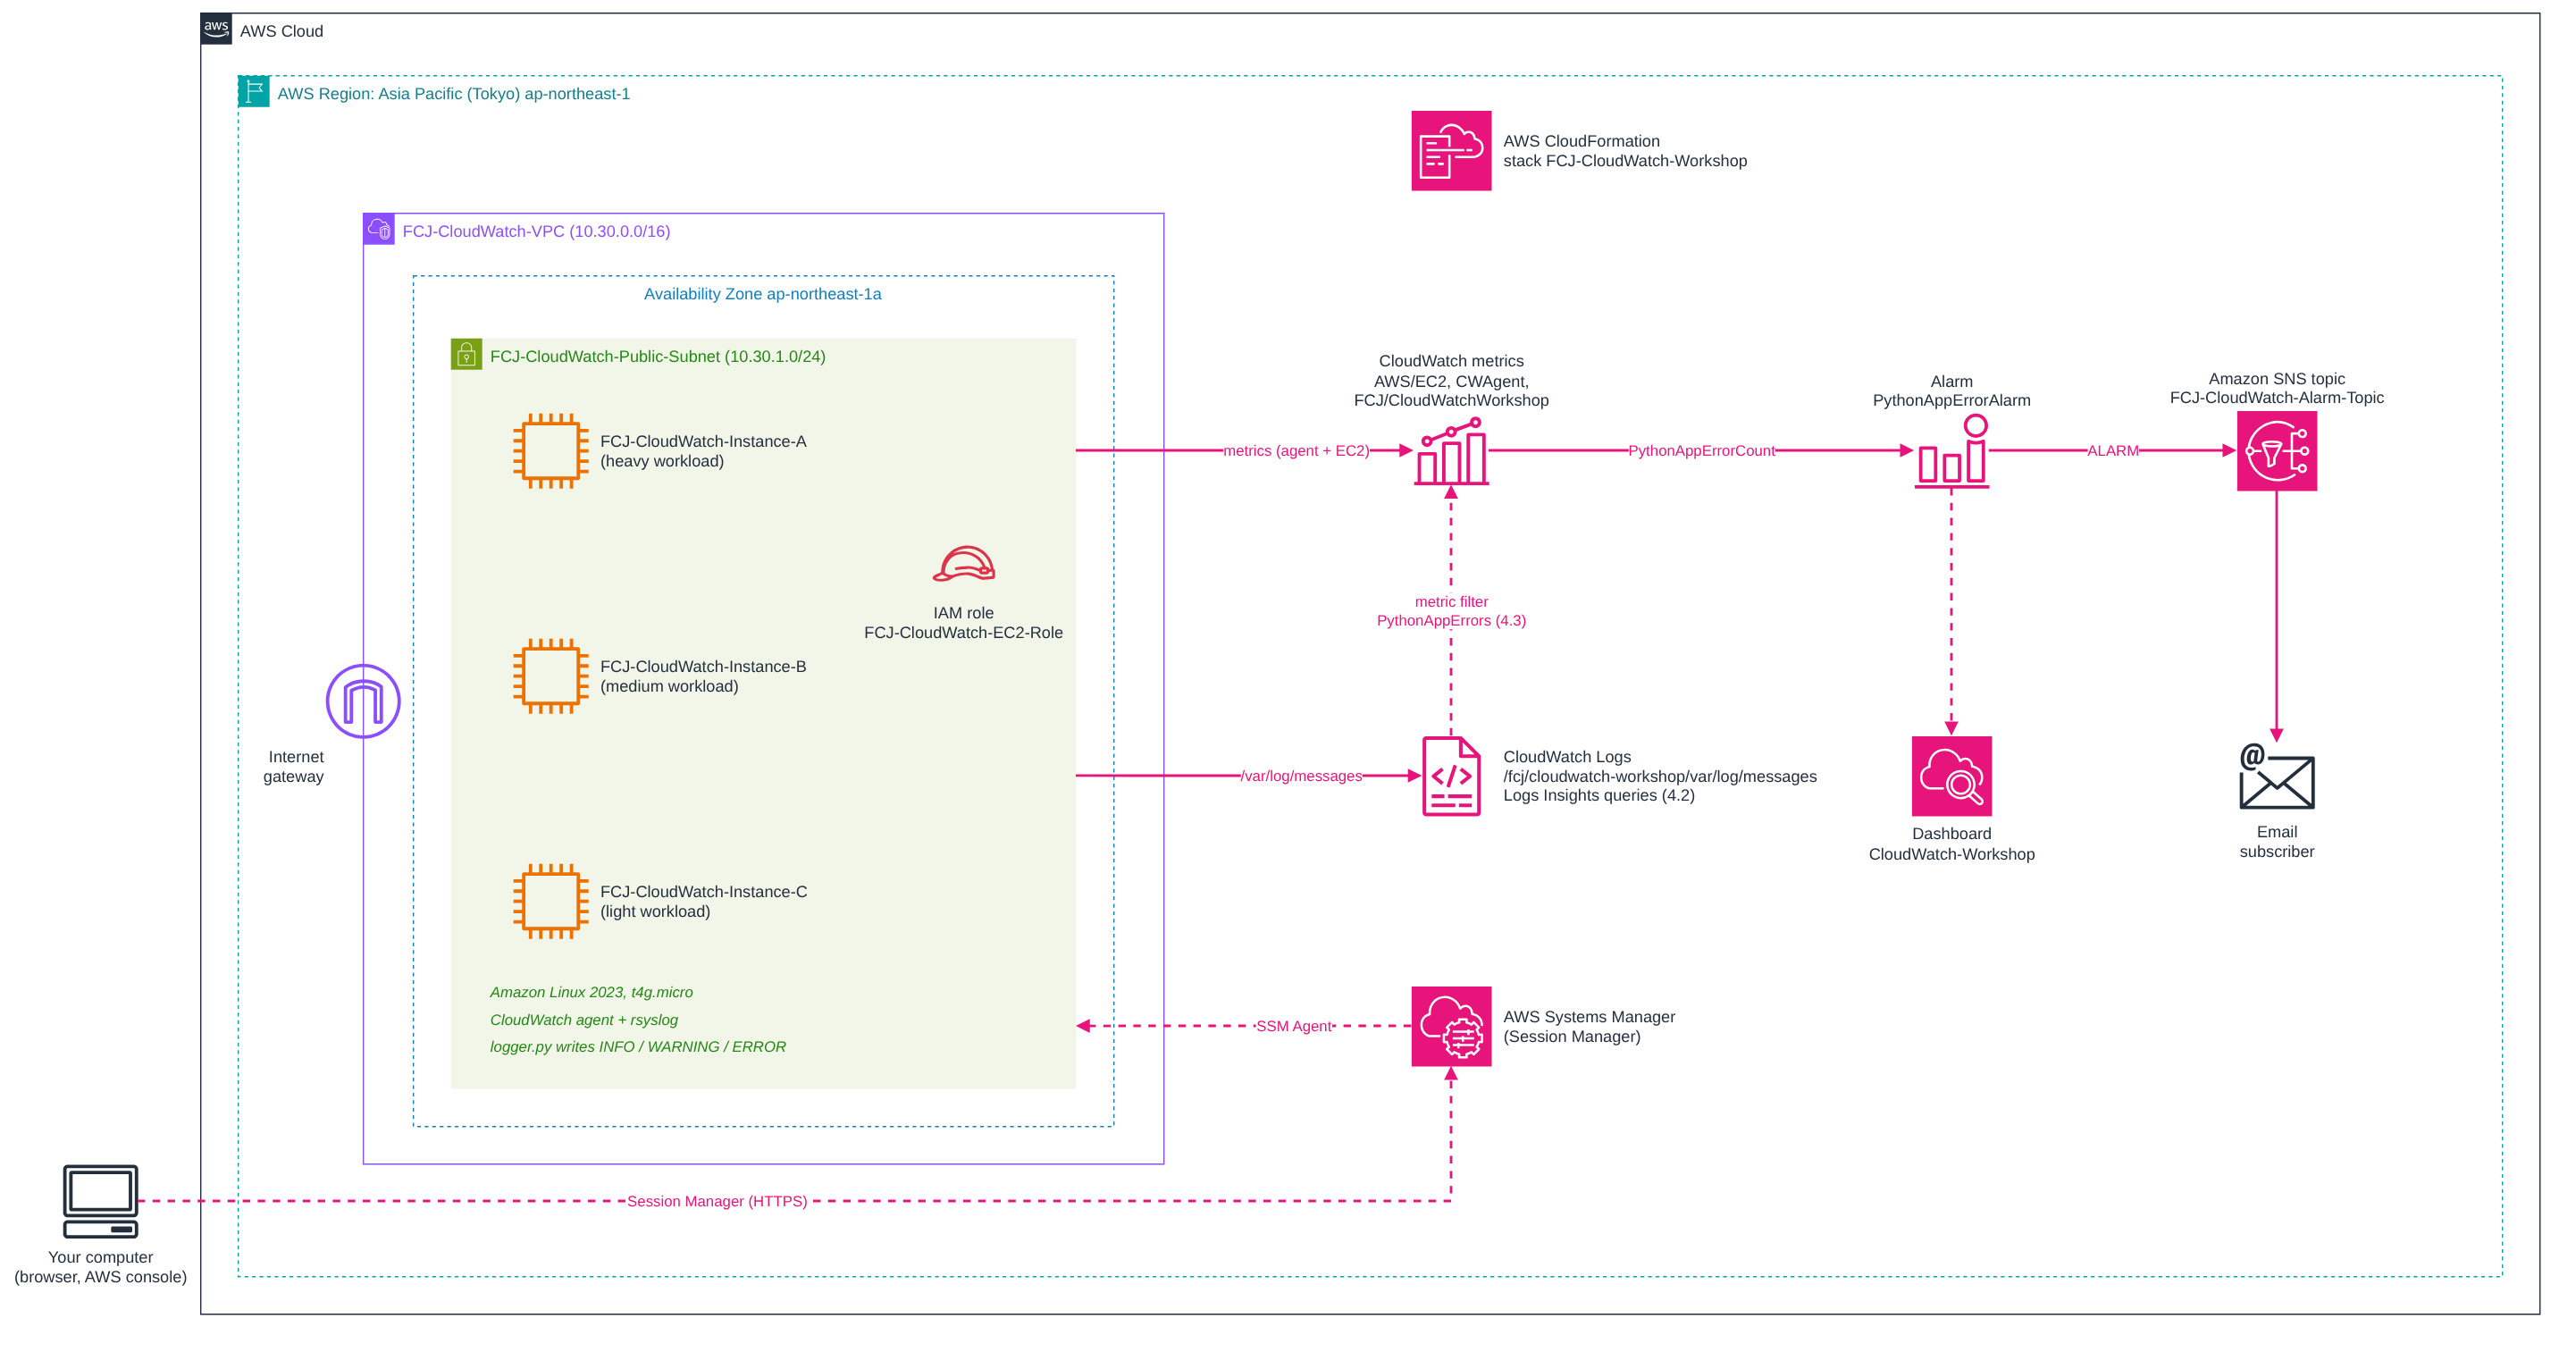 aws
AWS Cloud
AWS Region: Asia Pacific (Tokyo) ap-northeast-1
AWS CloudFormation
stack FCJ-CloudWatch-Workshop
FCJ-CloudWatch-VPC (10.30.0.0/16)
Availability Zone ap-northeast-1a
FCJ-CloudWatch-Public-Subnet (10.30.1.0/24)
FCJ-CloudWatch-Instance-A
(heavy workload)
IAM role
FCJ-CloudWatch-EC2-Role
FCJ-CloudWatch-Instance-B
(medium workload)
Internet
gateway
FCJ-CloudWatch-Instance-C
(light workload)
Amazon Linux 2023, t4g.micro
CloudWatch agent + rsyslog
logger.py writes INFO / WARNING / ERROR
metrics (agent + EC2)
CloudWatch metrics
AWS/EC2, CWAgent,
FCJ/CloudWatchWorkshop
PythonAppErrorCount
Alarm
PythonAppErrorAlarm
ALARM
Amazon SNS topic
FCJ-CloudWatch-Alarm-Topic
metric filter
PythonAppErrors (4.3)
/var/log/messages
CloudWatch Logs
/fcj/cloudwatch-workshop/var/log/messages
Logs Insights queries (4.2)
Dashboard
CloudWatch-Workshop
@
Email
subscriber
SSM Agent
AWS Systems Manager
(Session Manager)
Session Manager (HTTPS)
Your computer
(browser, AWS console)